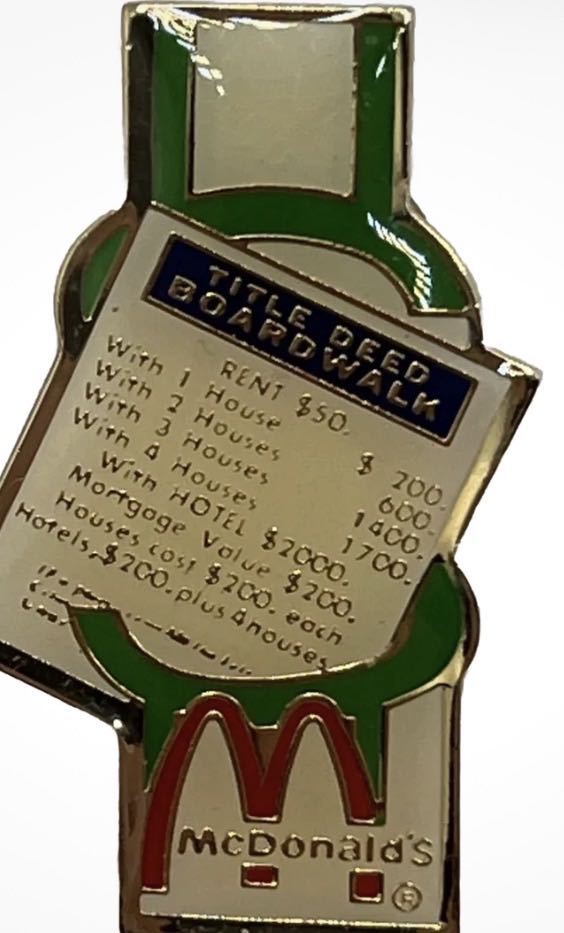 TITLE DEED
BOARDWALK
RENT $50.
With 1 House $ 200.
With 2 Houses 600.
With 3 Houses 1400.
With 4 Houses 1700.
With HOTEL $2000.
Mortgage Value $200.
Houses cost $200. each
Hotels, $200. plus 4 houses
McDonald's
®